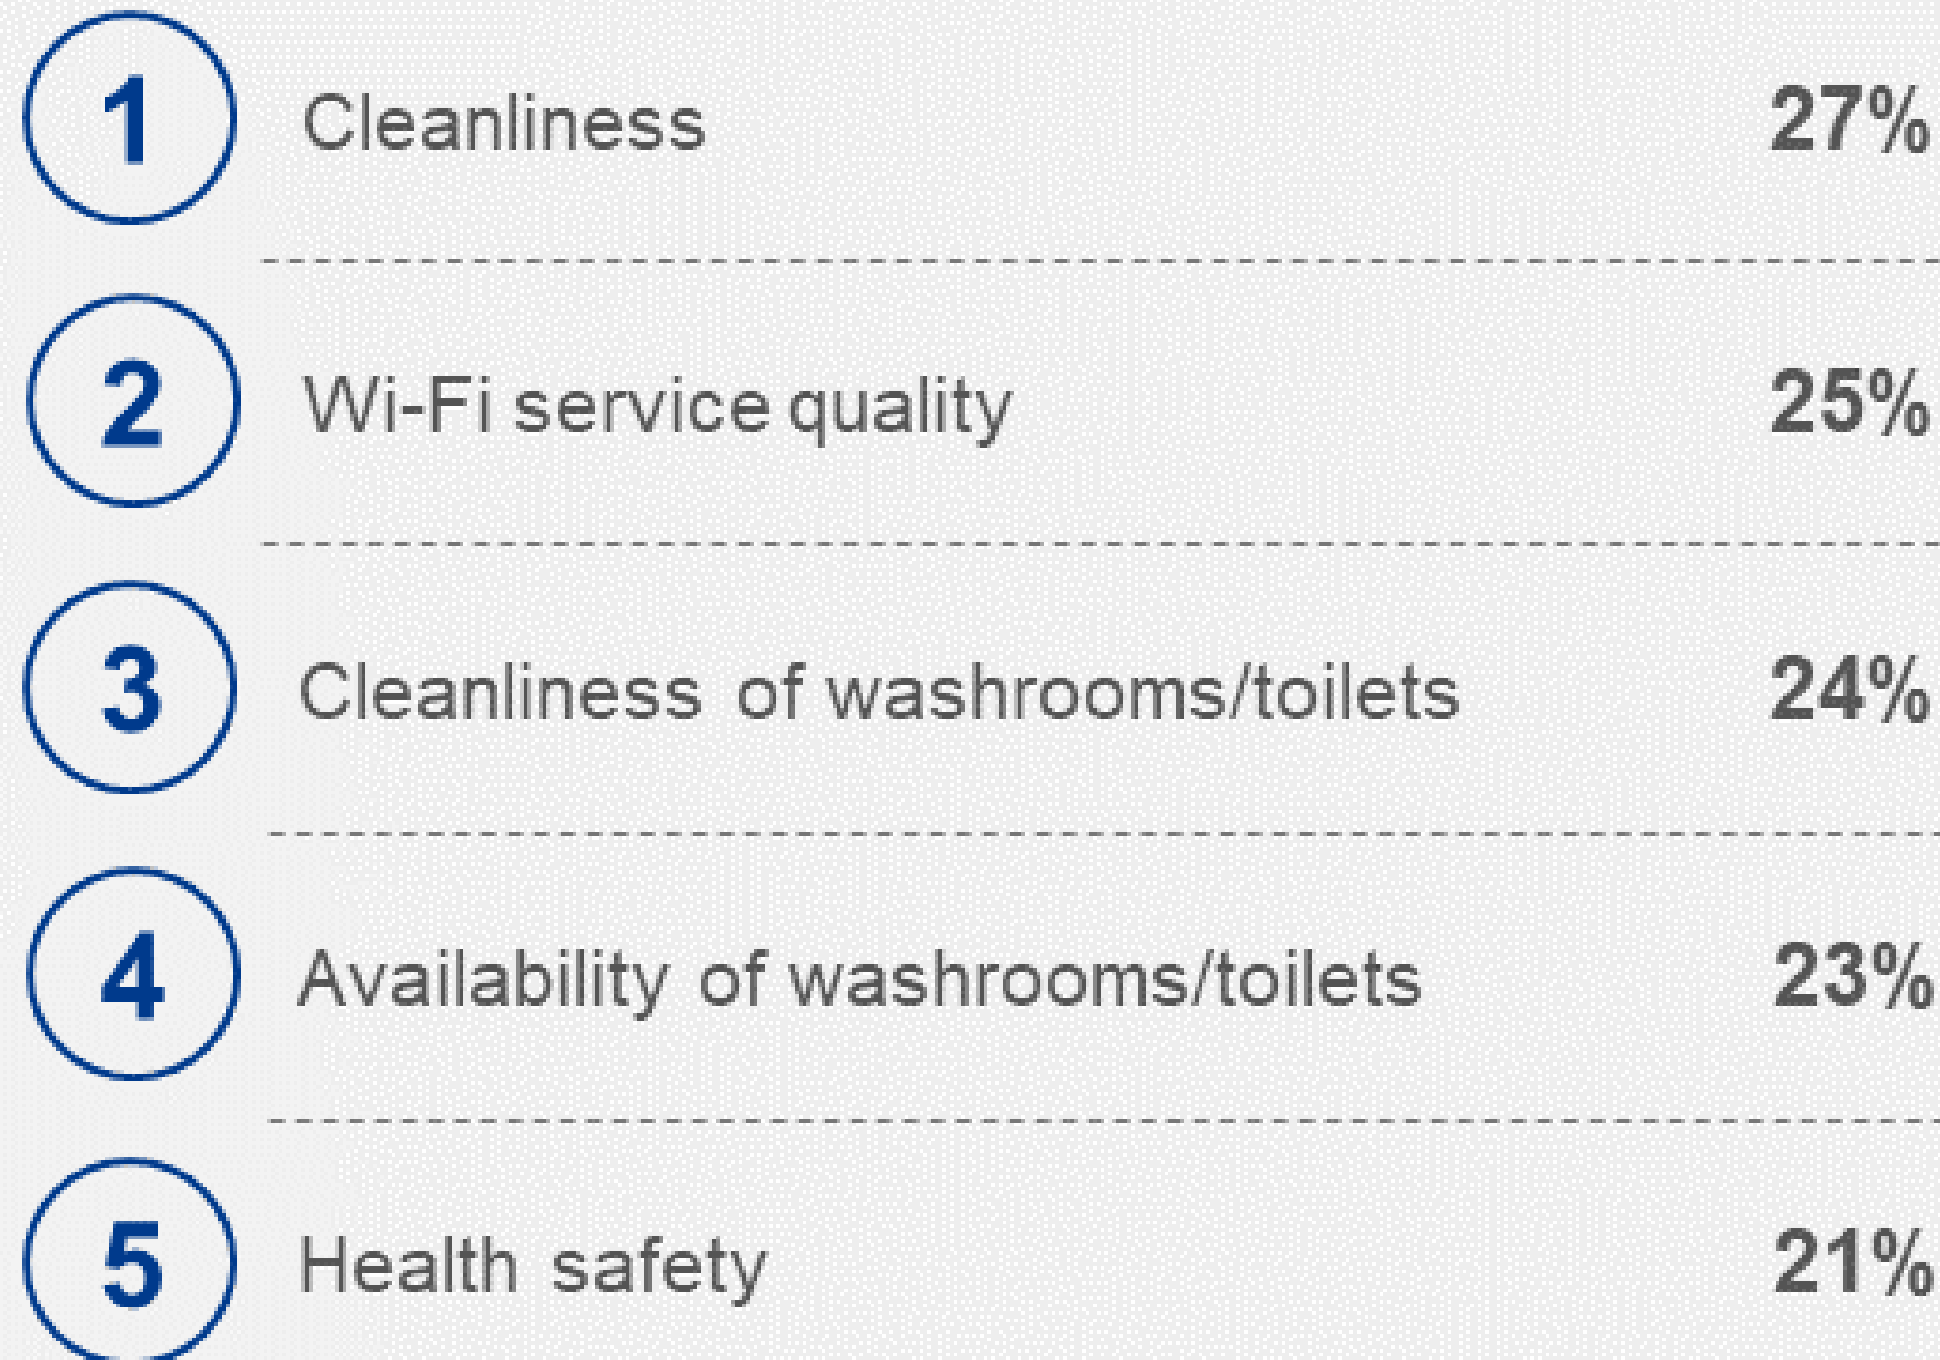 1 Cleanliness 27%
2 Wi-Fi service quality 25%
3 Cleanliness of washrooms/toilets 24%
4 Availability of washrooms/toilets 23%
5 Health safety 21%